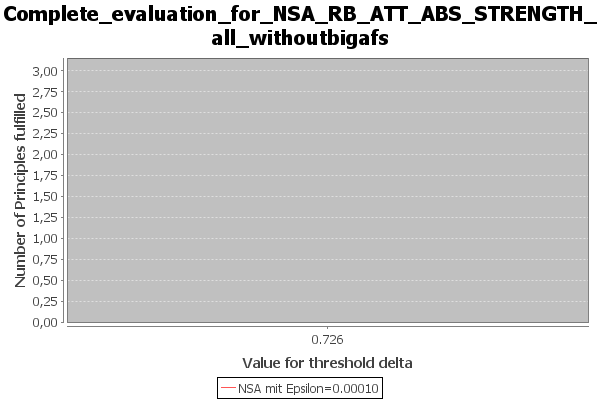 Complete_evaluation_for_NSA_RB_ATT_ABS_STRENGTH_
all_withoutbigafs
3,00
2,75
2,50
2,25
2,00
1,75
1,50
1,25
1,00
0,75
0,50
0,25
0,00
Number of Principles fulfilled
0.726
Value for threshold delta
NSA mit Epsilon=0.00010